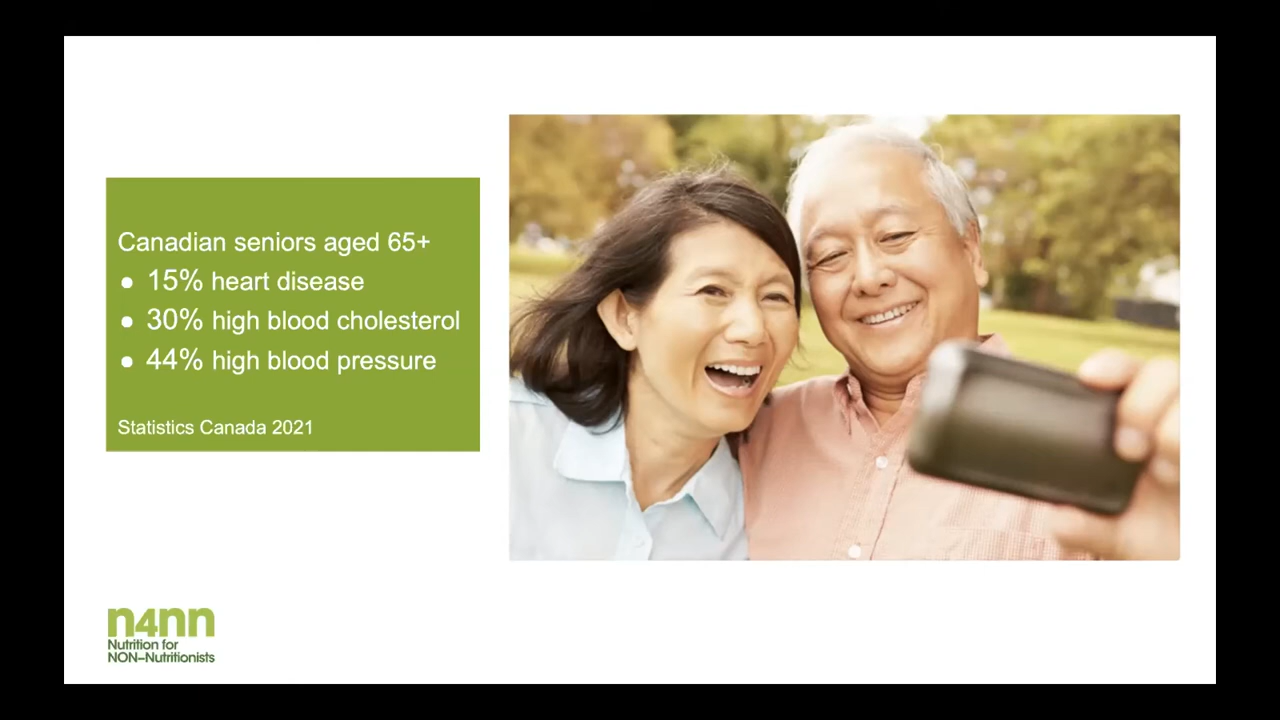 Canadian seniors aged 65+
● 15% heart disease
● 30% high blood cholesterol
● 44% high blood pressure
Statistics Canada 2021
n4nn
Nutrition for
NON–Nutritionists